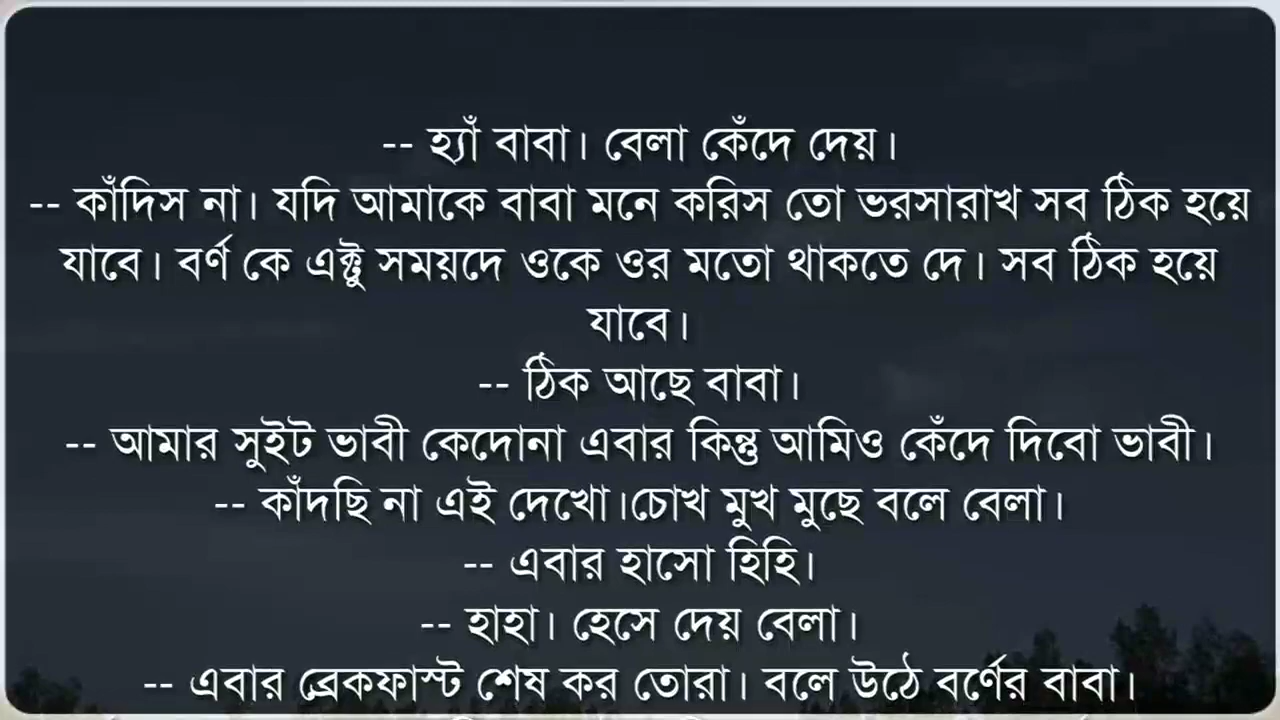 -- হ্যাঁ বাবা। বেলা কেঁদে দেয়।
-- কাঁদিস না। যদি আমাকে বাবা মনে করিস তো ভরসারাখ সব ঠিক হয়ে
যাবে। বর্ণ কে এক্টু সময়দে ওকে ওর মতো থাকতে দে। সব ঠিক হয়ে
যাবে।
-- ঠিক আছে বাবা।
-- আমার সুইট ভাবী কেদোনা এবার কিন্তু আমিও কেঁদে দিবো ভাবী।
-- কাঁদছি না এই দেখো।চোখ মুখ মুছে বলে বেলা।
-- এবার হাসো হিহি।
-- হাহা। হেসে দেয় বেলা।
-- এবার ব্রেকফাস্ট শেষ কর তোরা। বলে উঠে বর্ণের বাবা।